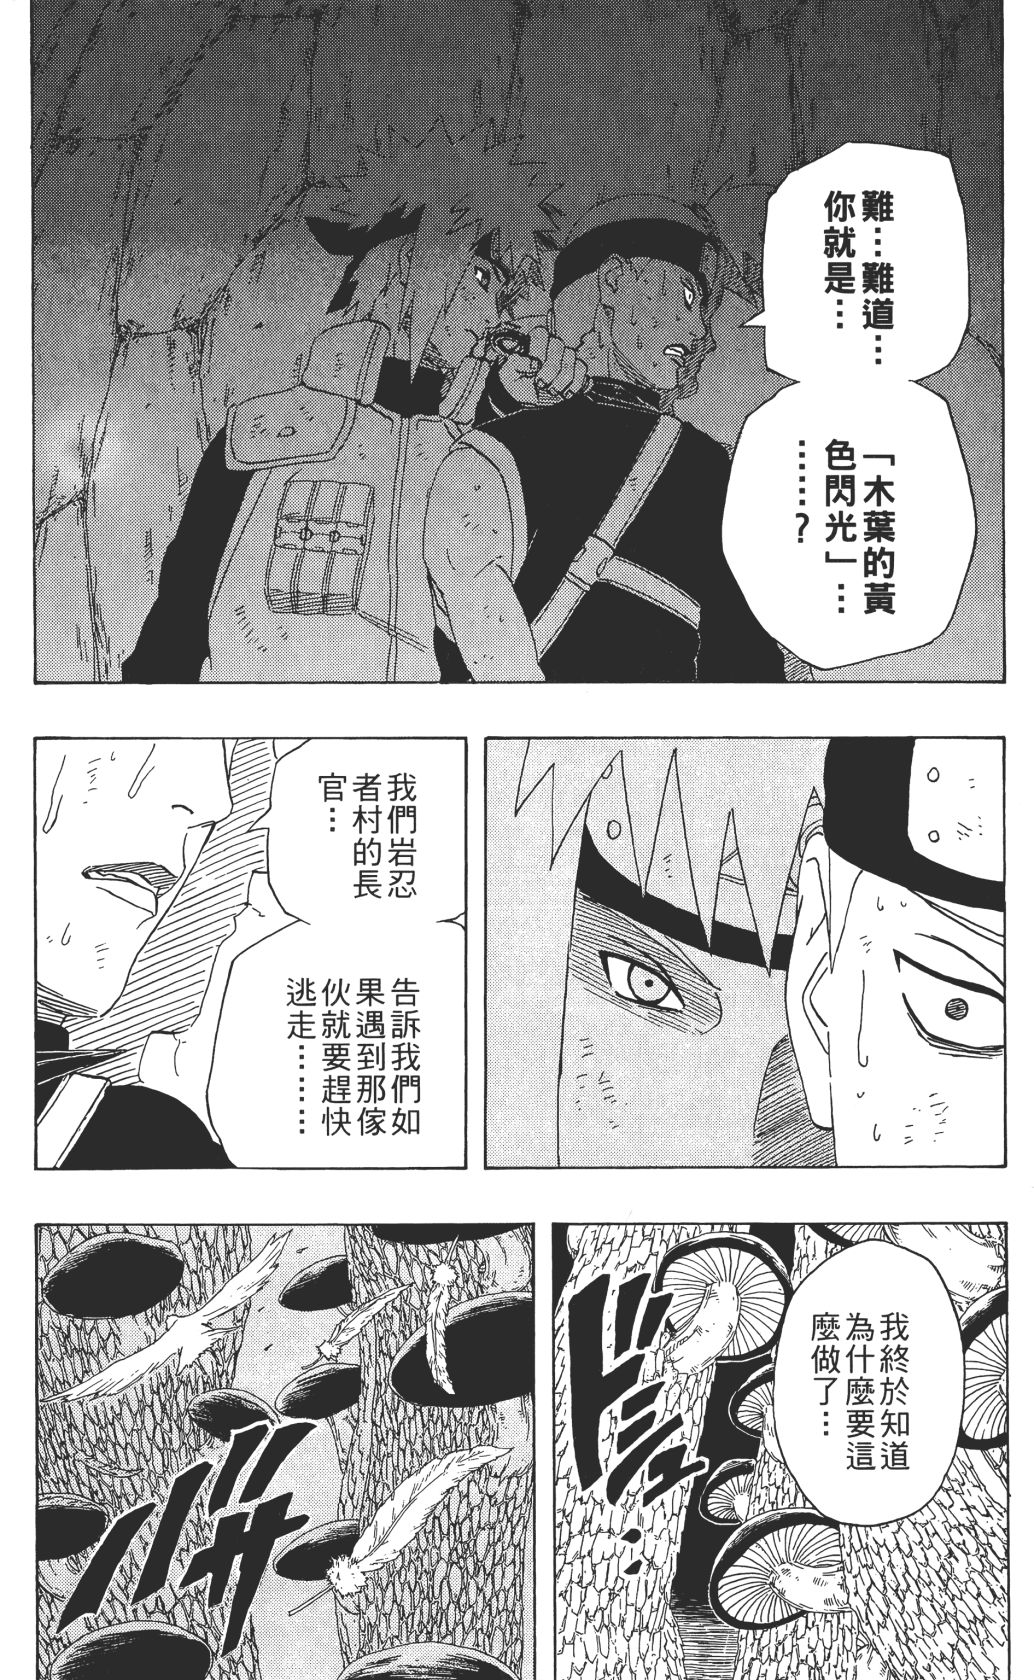 難…難道…
你就是…
「木葉的黃
色閃光」…
……?
我們岩忍
者村的長
官…
告訴我們如
果遇到那傢
伙就要趕快
逃走……
我終於知道
為什麼要這
麼做了…
ドシュ…
バサ